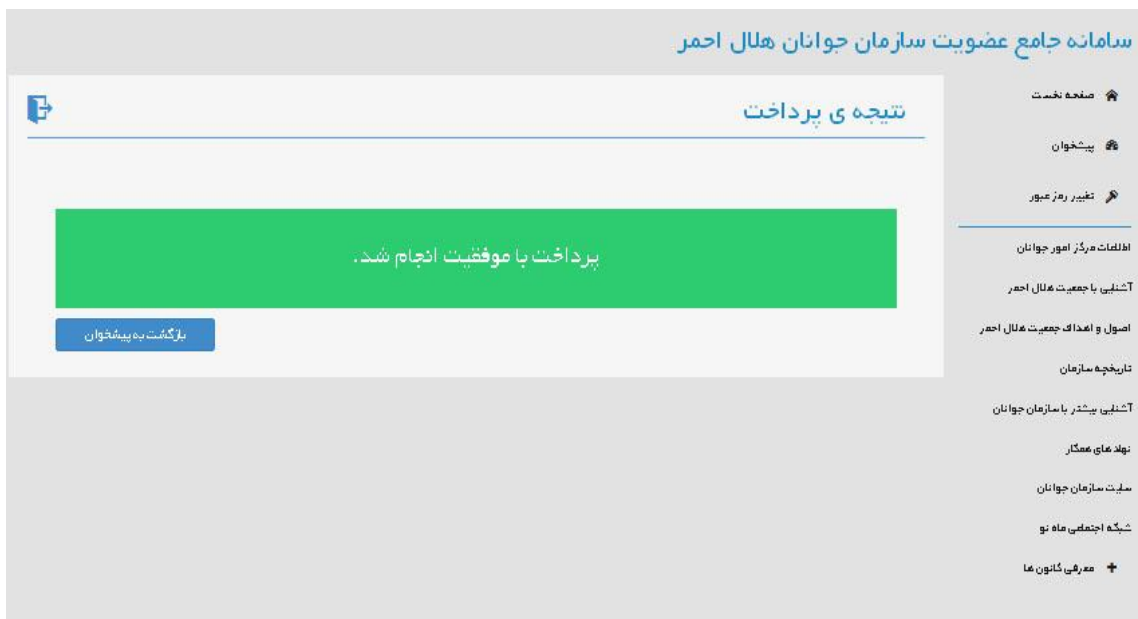 سامانه جامع عضویت سازمان جوانان هلال احمر
صفحه نخست
پیشخوان
تغییر رمز عبور
اطلاعات مرکز امور جوانان
آشنایی با جمعیت هلال احمر
اصول و اهداف جمعیت هلال احمر
تاریخچه سازمان
آشنایی بیشتر با سازمان جوانان
نهاد های همکار
سایت سازمان جوانان
شبکه اجتماعی ماه نو
معرفی کانون ها
نتیجه ی پرداخت
پرداخت با موفقیت انجام شد.
بازگشت به پیشخوان